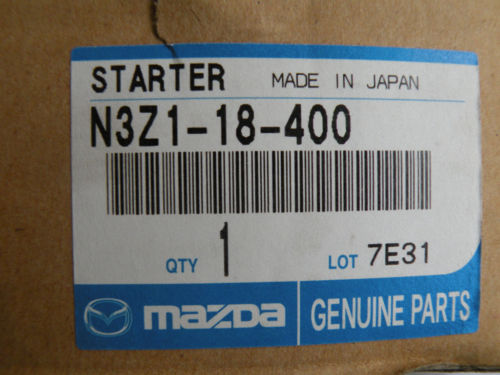 STARTER MADE IN JAPAN
N3Z1-18-400
QTY 1 LOT 7E31
mazda GENUINE PARTS